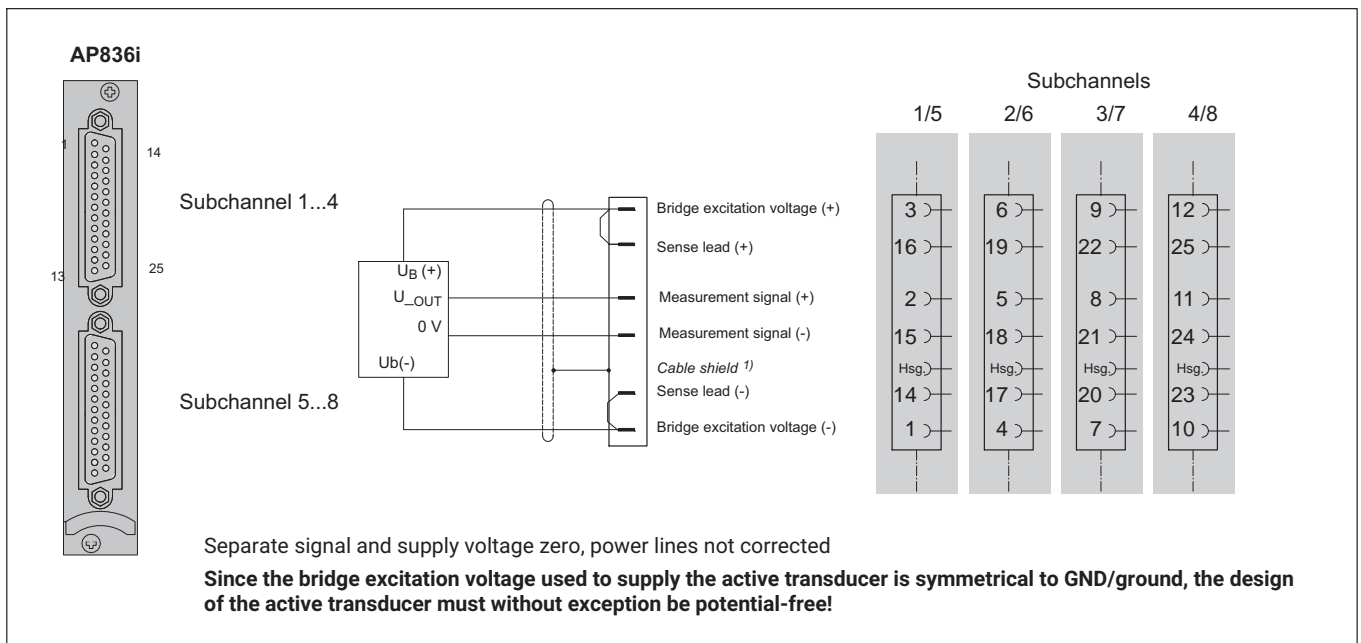 AP836i
1
14
Subchannel 1...4
13
25
Subchannel 5...8
U_B (+)
U_OUT
0 V
Ub(-)
Bridge excitation voltage (+)
Sense lead (+)
Measurement signal (+)
Measurement signal (-)
Cable shield 1)
Sense lead (-)
Bridge excitation voltage (-)
Subchannels
1/5 2/6 3/7 4/8
3 6 9 12
16 19 22 25
2 5 8 11
15 18 21 24
Hsg. Hsg. Hsg. Hsg.
14 17 20 23
1 4 7 10
Separate signal and supply voltage zero, power lines not corrected
Since the bridge excitation voltage used to supply the active transducer is symmetrical to GND/ground, the design
of the active transducer must without exception be potential-free!